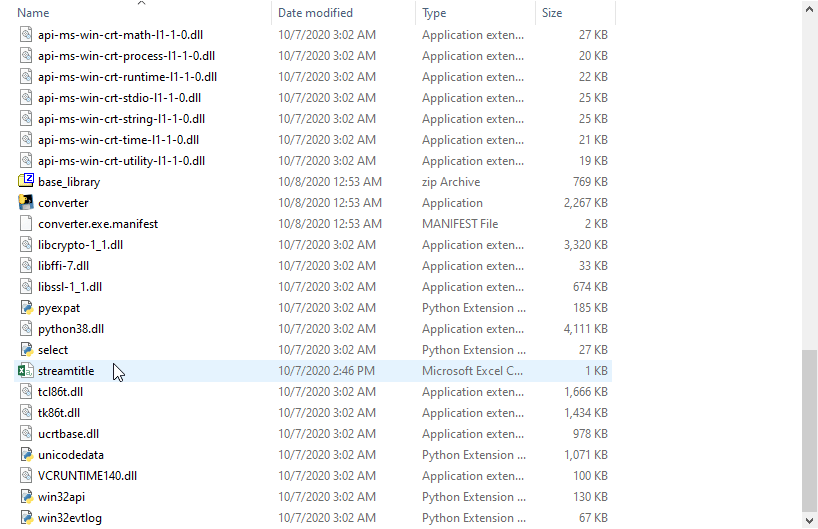 Name Date modified Type Size
api-ms-win-crt-math-l1-1-0.dll 10/7/2020 3:02 AM Application exten... 27 KB
api-ms-win-crt-process-l1-1-0.dll 10/7/2020 3:02 AM Application exten... 20 KB
api-ms-win-crt-runtime-l1-1-0.dll 10/7/2020 3:02 AM Application exten... 22 KB
api-ms-win-crt-stdio-l1-1-0.dll 10/7/2020 3:02 AM Application exten... 25 KB
api-ms-win-crt-string-l1-1-0.dll 10/7/2020 3:02 AM Application exten... 25 KB
api-ms-win-crt-time-l1-1-0.dll 10/7/2020 3:02 AM Application exten... 21 KB
api-ms-win-crt-utility-l1-1-0.dll 10/7/2020 3:02 AM Application exten... 19 KB
base_library 10/8/2020 12:53 AM zip Archive 769 KB
converter 10/8/2020 12:53 AM Application 2,267 KB
converter.exe.manifest 10/8/2020 12:53 AM MANIFEST File 2 KB
libcrypto-1_1.dll 10/7/2020 3:02 AM Application exten... 3,320 KB
libffi-7.dll 10/7/2020 3:02 AM Application exten... 33 KB
libssl-1_1.dll 10/7/2020 3:02 AM Application exten... 674 KB
pyexpat 10/7/2020 3:02 AM Python Extension ... 185 KB
python38.dll 10/7/2020 3:02 AM Application exten... 4,111 KB
select 10/7/2020 3:02 AM Python Extension ... 27 KB
streamtitle 10/7/2020 2:46 PM Microsoft Excel C... 1 KB
tcl86t.dll 10/7/2020 3:02 AM Application exten... 1,666 KB
tk86t.dll 10/7/2020 3:02 AM Application exten... 1,434 KB
ucrtbase.dll 10/7/2020 3:02 AM Application exten... 978 KB
unicodedata 10/7/2020 3:02 AM Python Extension ... 1,071 KB
VCRUNTIME140.dll 10/7/2020 3:02 AM Application exten... 100 KB
win32api 10/7/2020 3:02 AM Python Extension ... 130 KB
win32evtlog 10/7/2020 3:02 AM Python Extension ... 67 KB